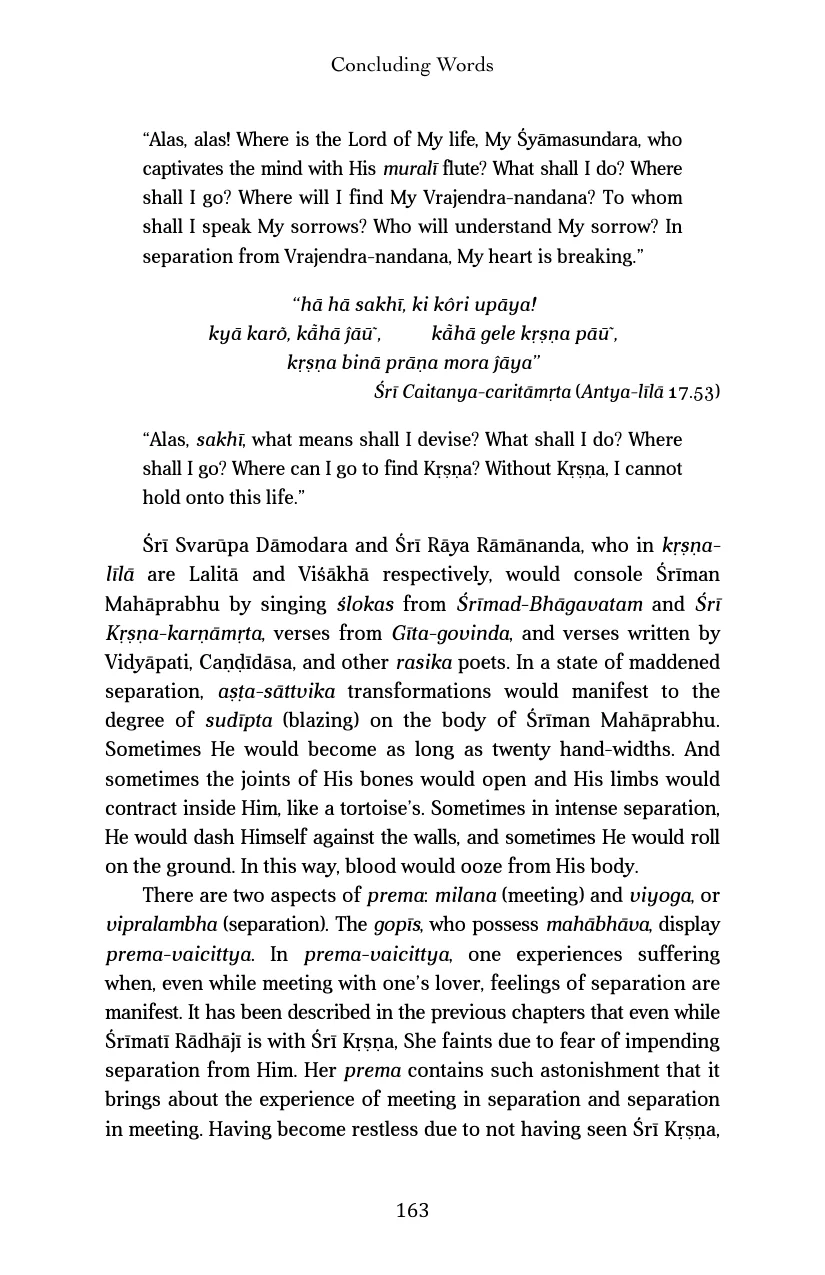 Concluding Words
“Alas, alas! Where is the Lord of My life, My Śyāmasundara, who
captivates the mind with His muralī flute? What shall I do? Where
shall I go? Where will I find My Vrajendra-nandana? To whom
shall I speak My sorrows? Who will understand My sorrow? In
separation from Vrajendra-nandana, My heart is breaking.”
“hā hā sakhī, ki kôri upāya!
kyā karõ, kā̃hā ĵāū̃, kā̃hā gele kṛṣṇa pāū̃,
kṛṣṇa binā prāṇa mora ĵāya”
Śrī Caitanya-caritāmṛta (Antya-līlā 17.53)
“Alas, sakhī, what means shall I devise? What shall I do? Where
shall I go? Where can I go to find Kṛṣṇa? Without Kṛṣṇa, I cannot
hold onto this life.”
Śrī Svarūpa Dāmodara and Śrī Rāya Rāmānanda, who in kṛṣṇa-
līlā are Lalitā and Viśākhā respectively, would console Śrīman
Mahāprabhu by singing ślokas from Śrīmad-Bhāgavatam and Śrī
Kṛṣṇa-karṇāmṛta, verses from Gīta-govinda, and verses written by
Vidyāpati, Caṇḍīdāsa, and other rasika poets. In a state of maddened
separation, aṣṭa-sāttvika transformations would manifest to the
degree of sudīpta (blazing) on the body of Śrīman Mahāprabhu.
Sometimes He would become as long as twenty hand-widths. And
sometimes the joints of His bones would open and His limbs would
contract inside Him, like a tortoise’s. Sometimes in intense separation,
He would dash Himself against the walls, and sometimes He would roll
on the ground. In this way, blood would ooze from His body.
There are two aspects of prema: milana (meeting) and viyoga, or
vipralambha (separation). The gopīs, who possess mahābhāva, display
prema-vaicittya. In prema-vaicittya, one experiences suffering
when, even while meeting with one’s lover, feelings of separation are
manifest. It has been described in the previous chapters that even while
Śrīmatī Rādhājī is with Śrī Kṛṣṇa, She faints due to fear of impending
separation from Him. Her prema contains such astonishment that it
brings about the experience of meeting in separation and separation
in meeting. Having become restless due to not having seen Śrī Kṛṣṇa,
163